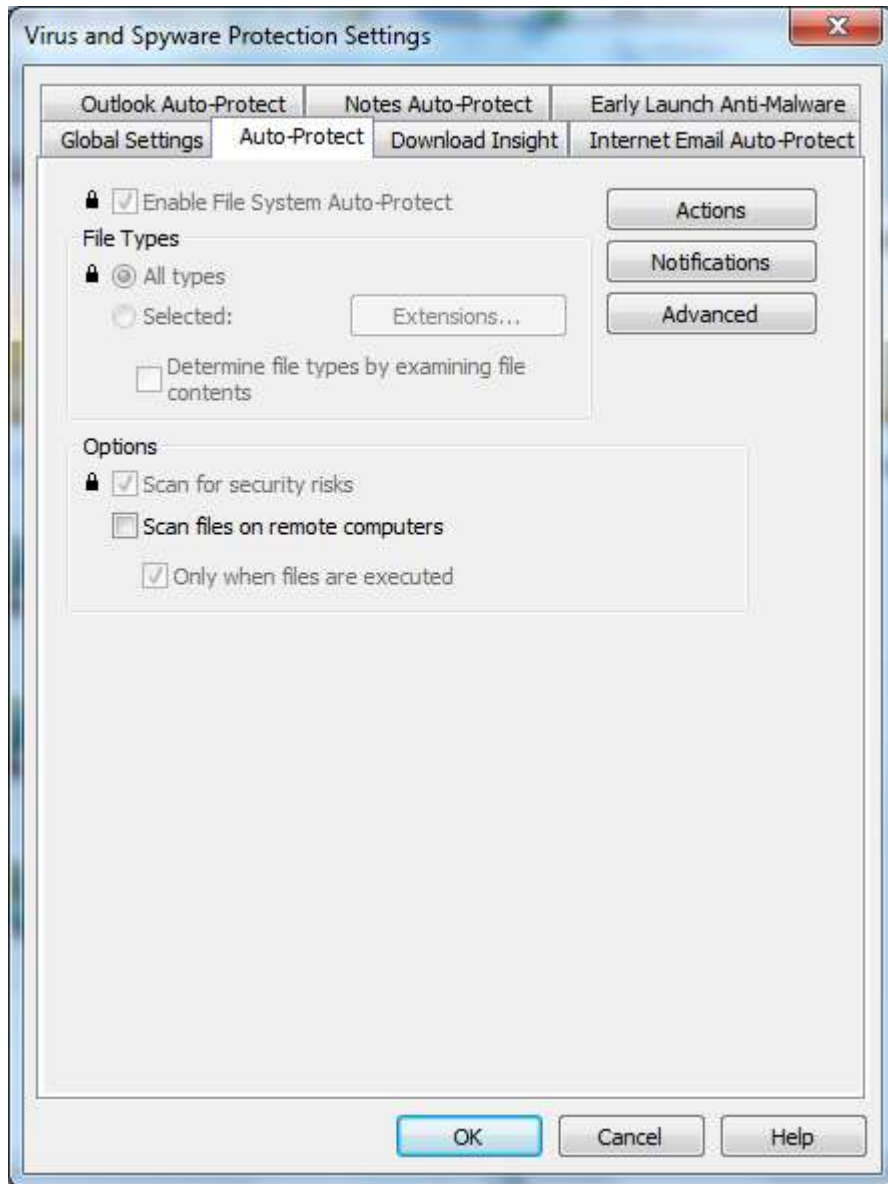 Virus and Spyware Protection Settings
Outlook Auto-Protect
Notes Auto-Protect
Early Launch Anti-Malware
Global Settings
Auto-Protect
Download Insight
Internet Email Auto-Protect
Enable File System Auto-Protect
Actions
File Types
Notifications
All types
Advanced
Selected:
Extensions...
Determine file types by examining file
contents
Options
Scan for security risks
Scan files on remote computers
Only when files are executed
OK
Cancel
Help